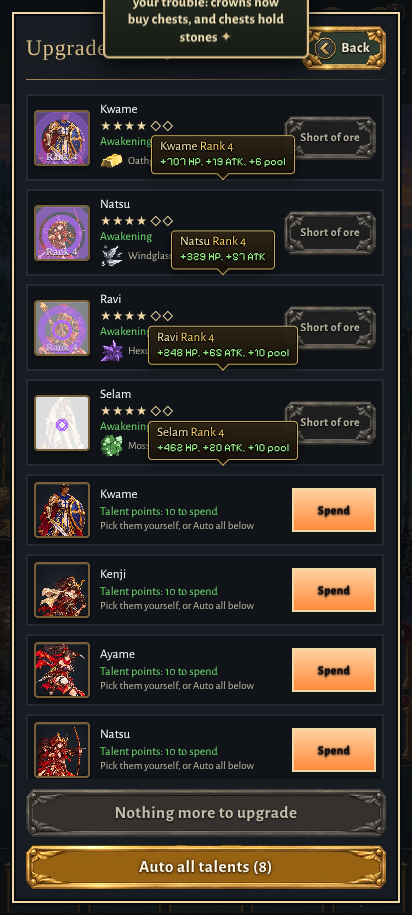 your trouble: crowns now
buy chests, and chests hold
stones ✦
Upgrade
Back
Kwame
★★★★◇◇
Awakening
Rank 4
Kwame Rank 4
+707 HP, +19 ATK, +6 pool
Short of ore
Natsu
★★★★◇◇
Awakening
Rank 4
Windglass
Natsu Rank 4
+329 HP, +57 ATK
Short of ore
Ravi
★★★★◇◇
Awakening
Rank 4
Ravi Rank 4
+248 HP, +65 ATK, +10 pool
Short of ore
Selam
★★★★◇◇
Awakening
Moss
Selam Rank 4
+462 HP, +20 ATK, +10 pool
Short of ore
Kwame
Talent points: 10 to spend
Pick them yourself, or Auto all below
Spend
Kenji
Talent points: 10 to spend
Pick them yourself, or Auto all below
Spend
Ayame
Talent points: 10 to spend
Pick them yourself, or Auto all below
Spend
Natsu
Talent points: 10 to spend
Pick them yourself, or Auto all below
Spend
Nothing more to upgrade
Auto all talents (8)